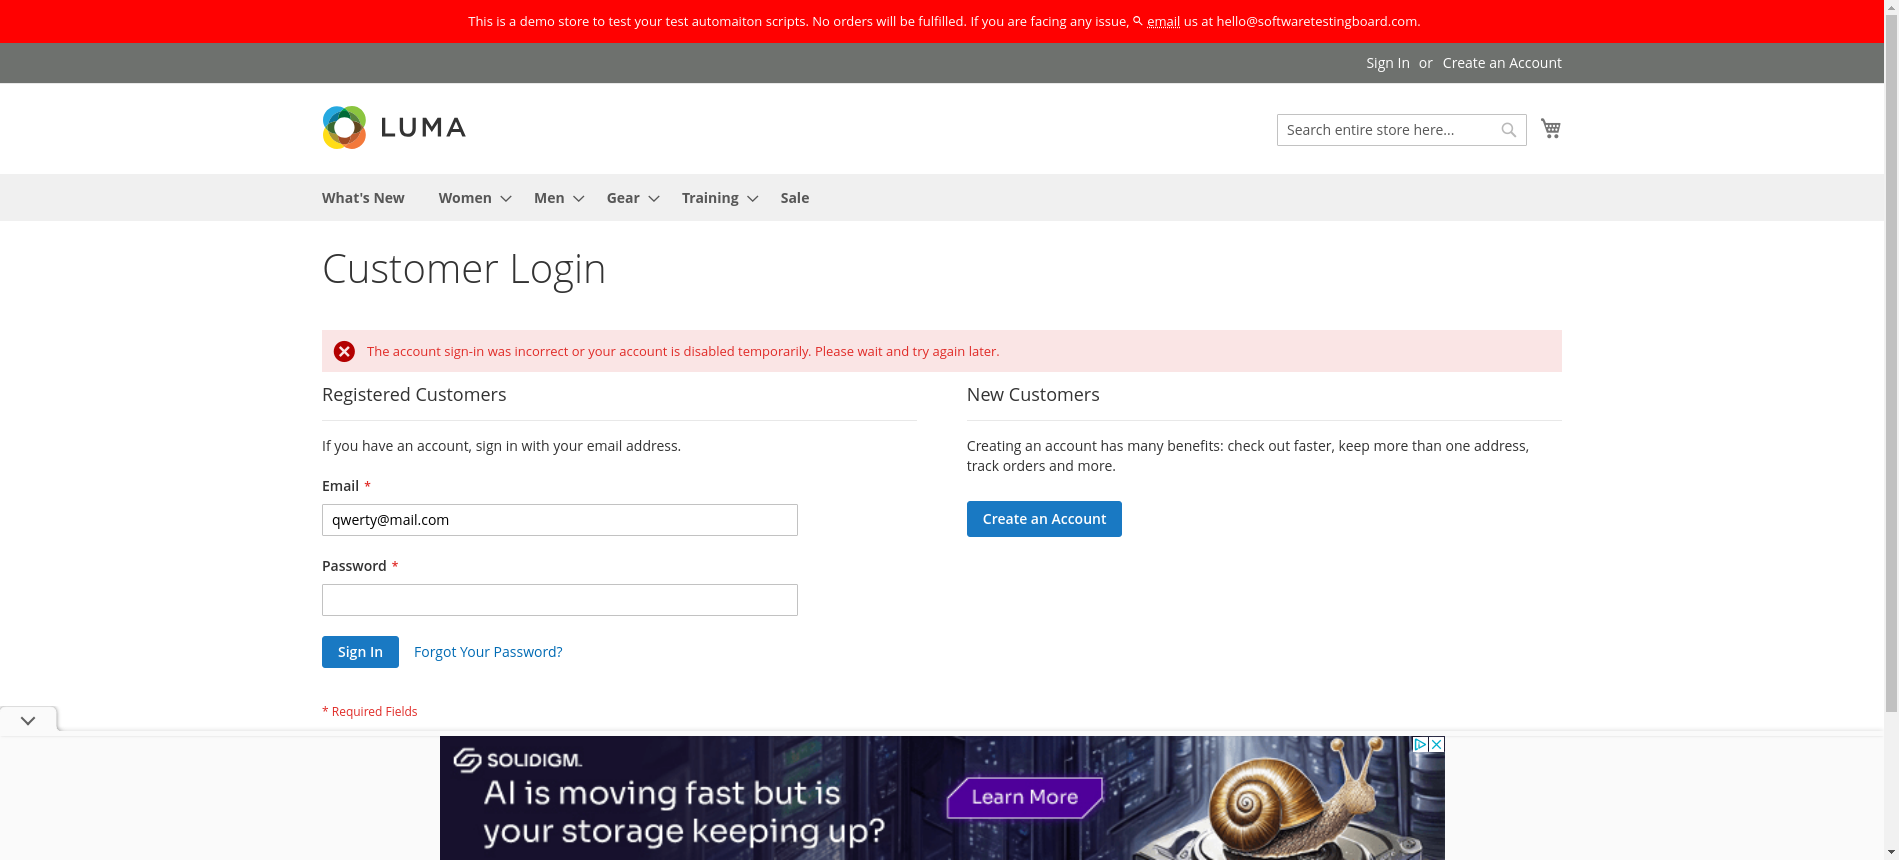 This is a demo store to test your test automaiton scripts. No orders will be fulfilled. If you are facing any issue, email us at hello@softwaretestingboard.com.
Sign In or Create an Account
LUMA
Search entire store here...
What's New Women Men Gear Training Sale
Customer Login
The account sign-in was incorrect or your account is disabled temporarily. Please wait and try again later.
Registered Customers
If you have an account, sign in with your email address.
Email *
qwerty@mail.com
Password *
Sign In Forgot Your Password?
* Required Fields
New Customers
Creating an account has many benefits: check out faster, keep more than one address,
track orders and more.
Create an Account
SOLIDIGM.
AI is moving fast but is
your storage keeping up?
Learn More